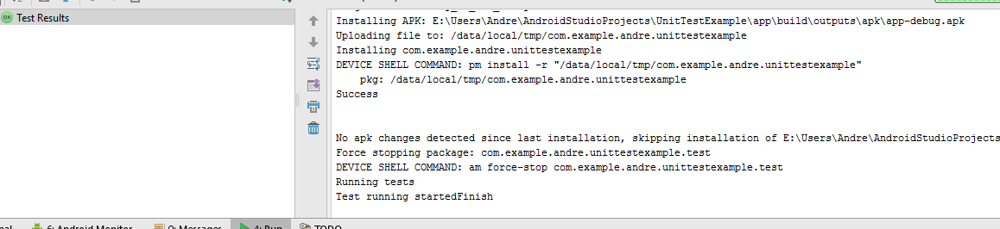 OK Test Results
Installing APK: E:\Users\Andre\AndroidStudioProjects\UnitTestExample\app\build\outputs\apk\app-debug.apk
Uploading file to: /data/local/tmp/com.example.andre.unittestexample
Installing com.example.andre.unittestexample
DEVICE SHELL COMMAND: pm install -r "/data/local/tmp/com.example.andre.unittestexample"
pkg: /data/local/tmp/com.example.andre.unittestexample
Success
No apk changes detected since last installation, skipping installation of E:\Users\Andre\AndroidStudioProjects
Force stopping package: com.example.andre.unittestexample.test
DEVICE SHELL COMMAND: am force-stop com.example.andre.unittestexample.test
Running tests
Test running startedFinish
6: Android Monitor 0: Messages 4: Run TODO